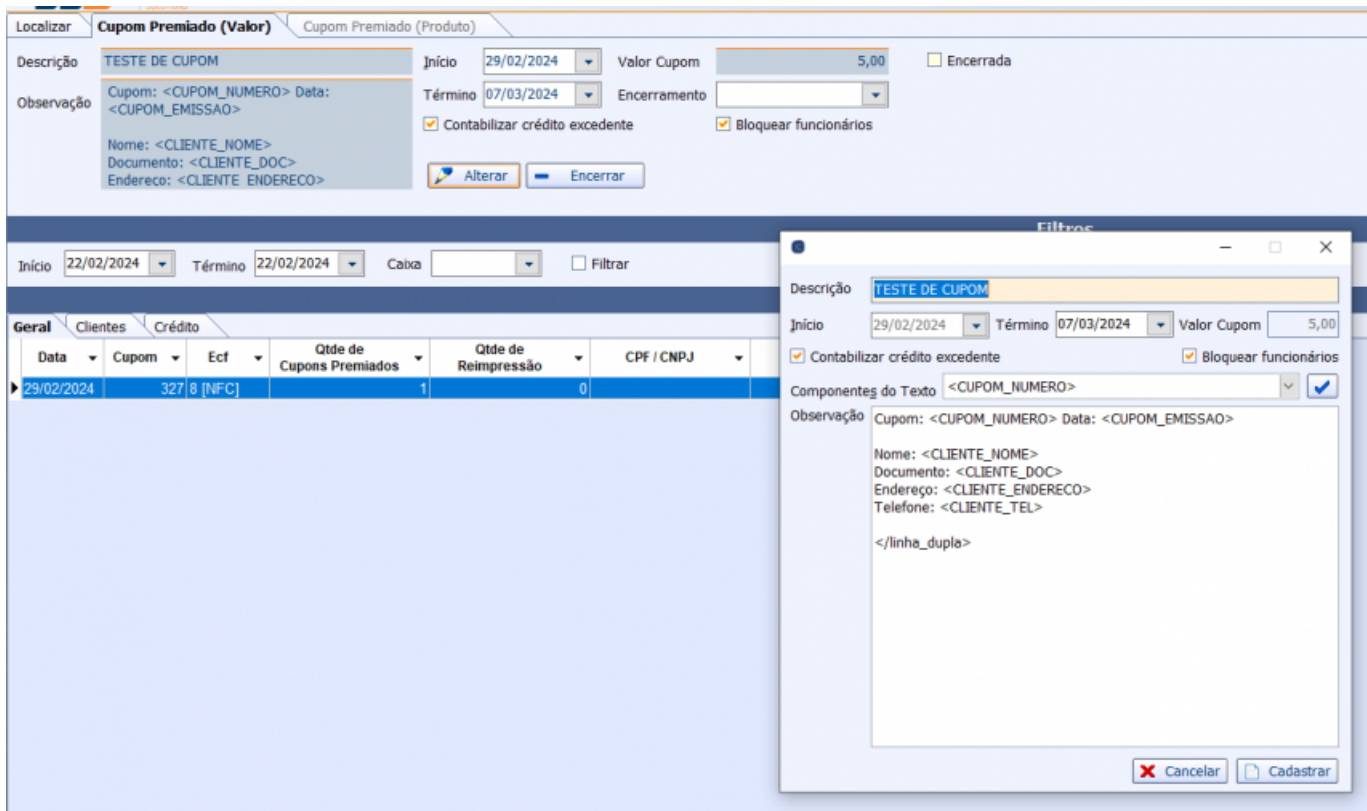 Localizar Cupom Premiado (Valor) Cupom Premiado (Produto)
Descrição TESTE DE CUPOM Início 29/02/2024 Valor Cupom 5,00 Encerrada
Observação Cupom: <CUPOM_NUMERO> Data:
<CUPOM_EMISSAO>
Nome: <CLIENTE_NOME>
Documento: <CLIENTE_DOC>
Endereço: <CLIENTE_ENDERECO>
Término 07/03/2024 Encerramento
Contabilizar crédito excedente Bloquear funcionários
Alterar Encerrar
Filtros
Início 22/02/2024 Término 22/02/2024 Caixa Filtrar
Geral Clientes Crédito
Data Cupom Ecf Qtde de Cupons Premiados Qtde de Reimpressão CPF / CNPJ
29/02/2024 327 8 [NFC] 1 0
Descrição TESTE DE CUPOM
Início 29/02/2024 Término 07/03/2024 Valor Cupom 5,00
Contabilizar crédito excedente Bloquear funcionários
Componentes do Texto <CUPOM_NUMERO>
Observação Cupom: <CUPOM_NUMERO> Data: <CUPOM_EMISSAO>
Nome: <CLIENTE_NOME>
Documento: <CLIENTE_DOC>
Endereço: <CLIENTE_ENDERECO>
Telefone: <CLIENTE_TEL>
</linha_dupla>
Cancelar Cadastrar